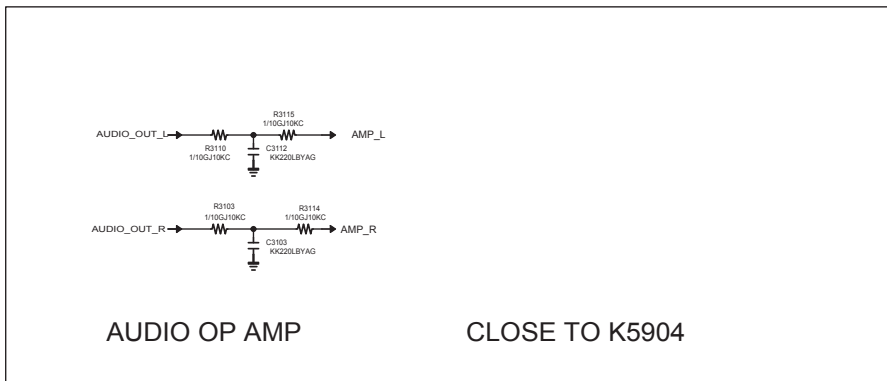 R3115
1/10GJ10KC
AUDIO_OUT_L
AMP_L
R3110
1/10GJ10KC
C3112
KK220LBYAG
R3103
1/10GJ10KC
R3114
1/10GJ10KC
AUDIO_OUT_R
AMP_R
C3103
KK220LBYAG
AUDIO OP AMP
CLOSE TO K5904